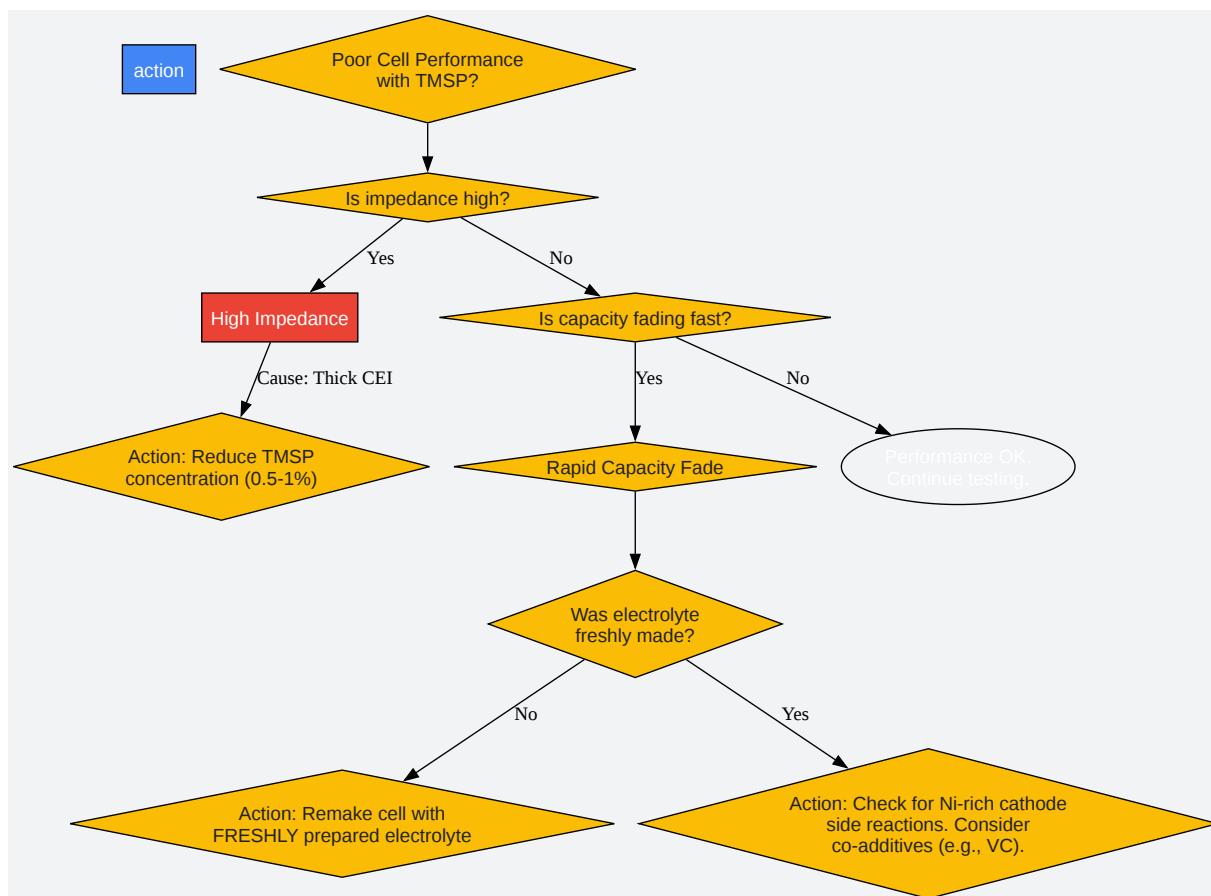 action
Poor Cell Performance
with TMSP?
Is impedance high?
Yes
No
High Impedance
Is capacity fading fast?
Cause: Thick CEI
Yes
No
Action: Reduce TMSP
concentration (0.5-1%)
Rapid Capacity Fade
Performance OK.
Continue testing.
Was electrolyte
freshly made?
No
Yes
Action: Remake cell with
FRESHLY prepared electrolyte
Action: Check for Ni-rich cathode
side reactions. Consider
co-additives (e.g., VC).